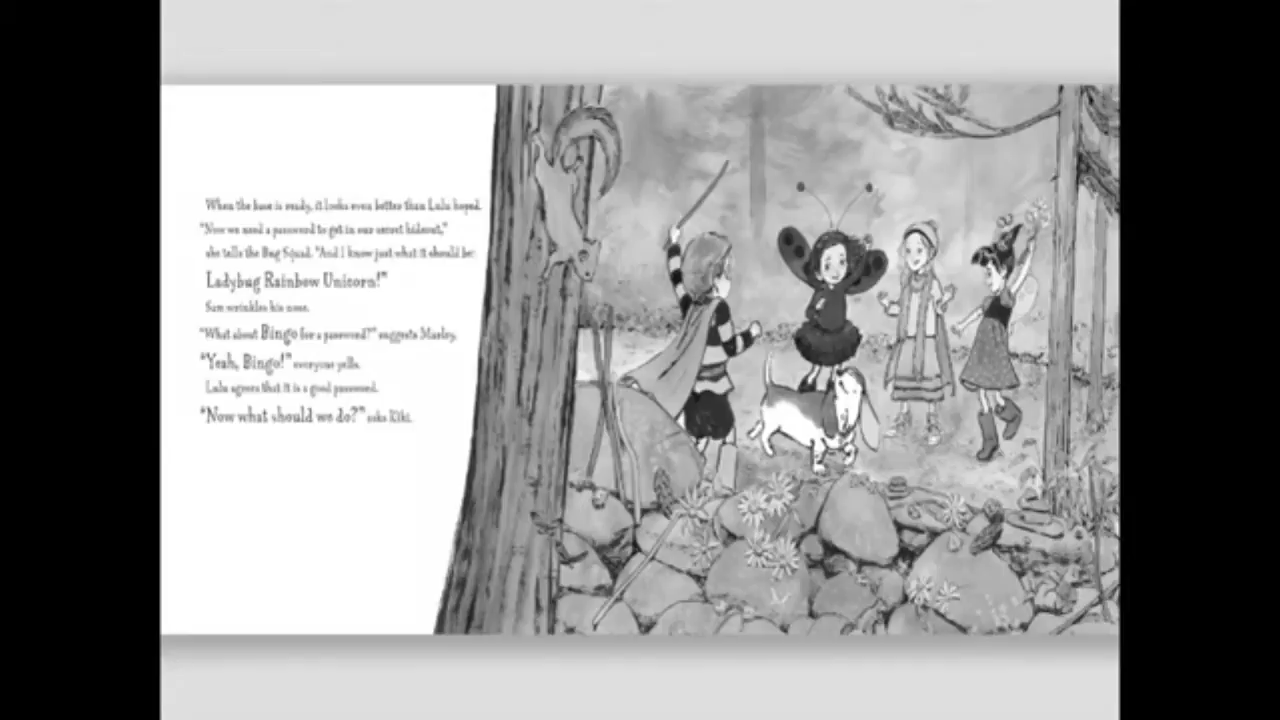 When the base is ready, it looks even better than Lulu hoped.
"Now we need a password to get in our secret hideout,"
she tells the Bug Squad. "And I know just what it should be:
Ladybug Rainbow Unicorn!"
Sam wrinkles his nose.
"What about Bingo for a password?" suggests Marley.
"Yeah, Bingo!" everyone yells.
Lulu agrees that it is a good password.
"Now what should we do?" asks Kiki.